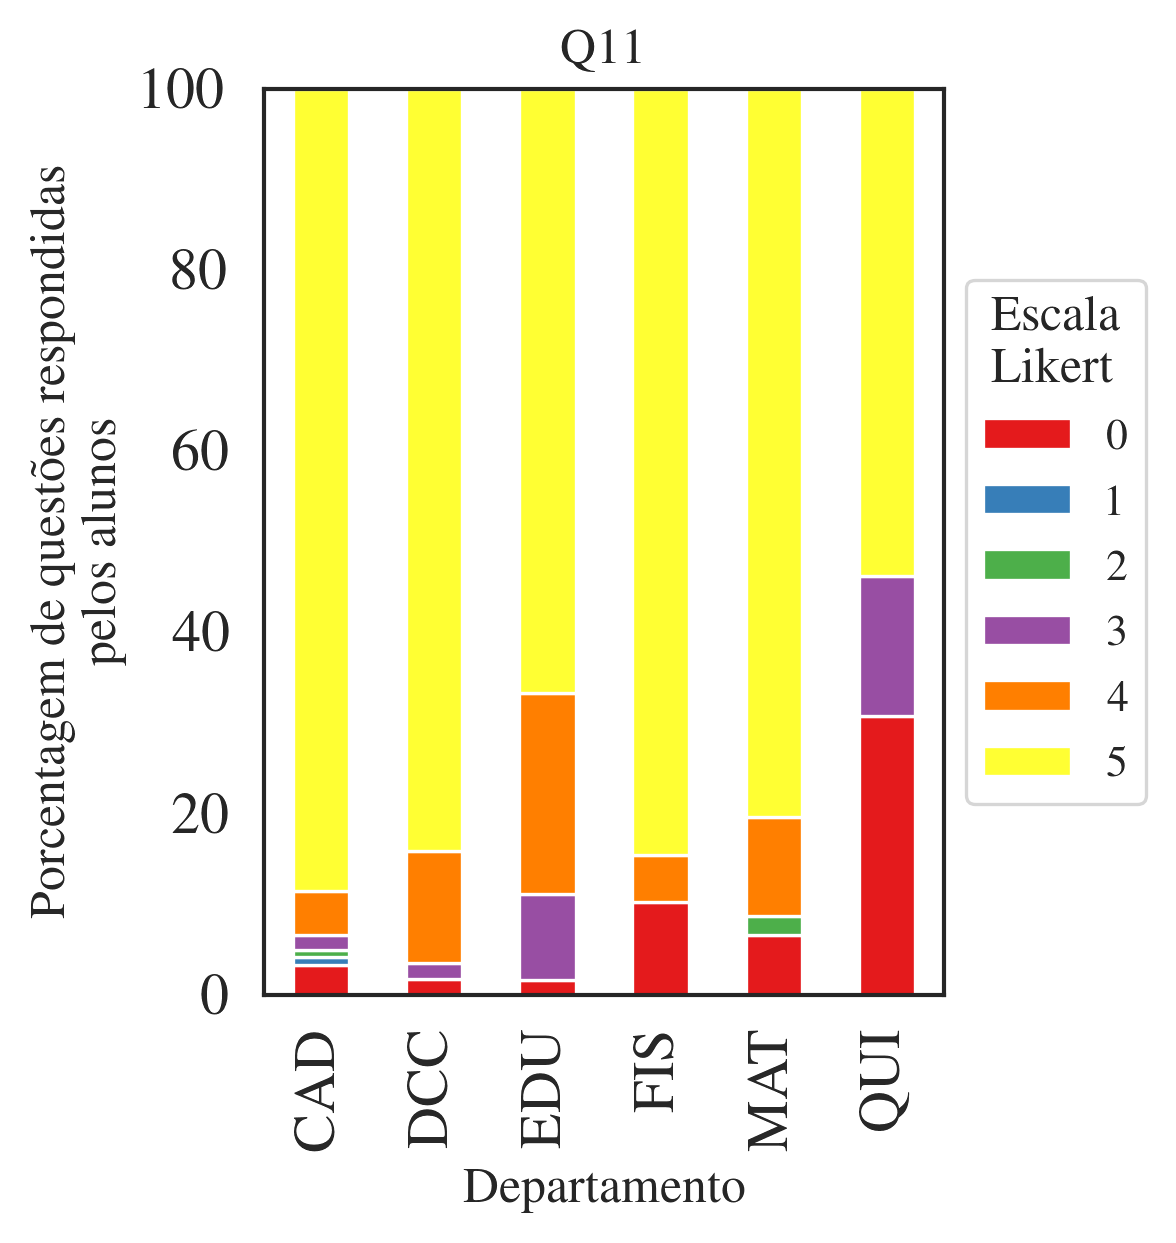 Q11
100
80
60
40
20
0
Porcentagem de questões respondidas
pelos alunos
CAD
DCC
EDU
FIS
MAT
QUI
Departamento
Escala
Likert
0
1
2
3
4
5